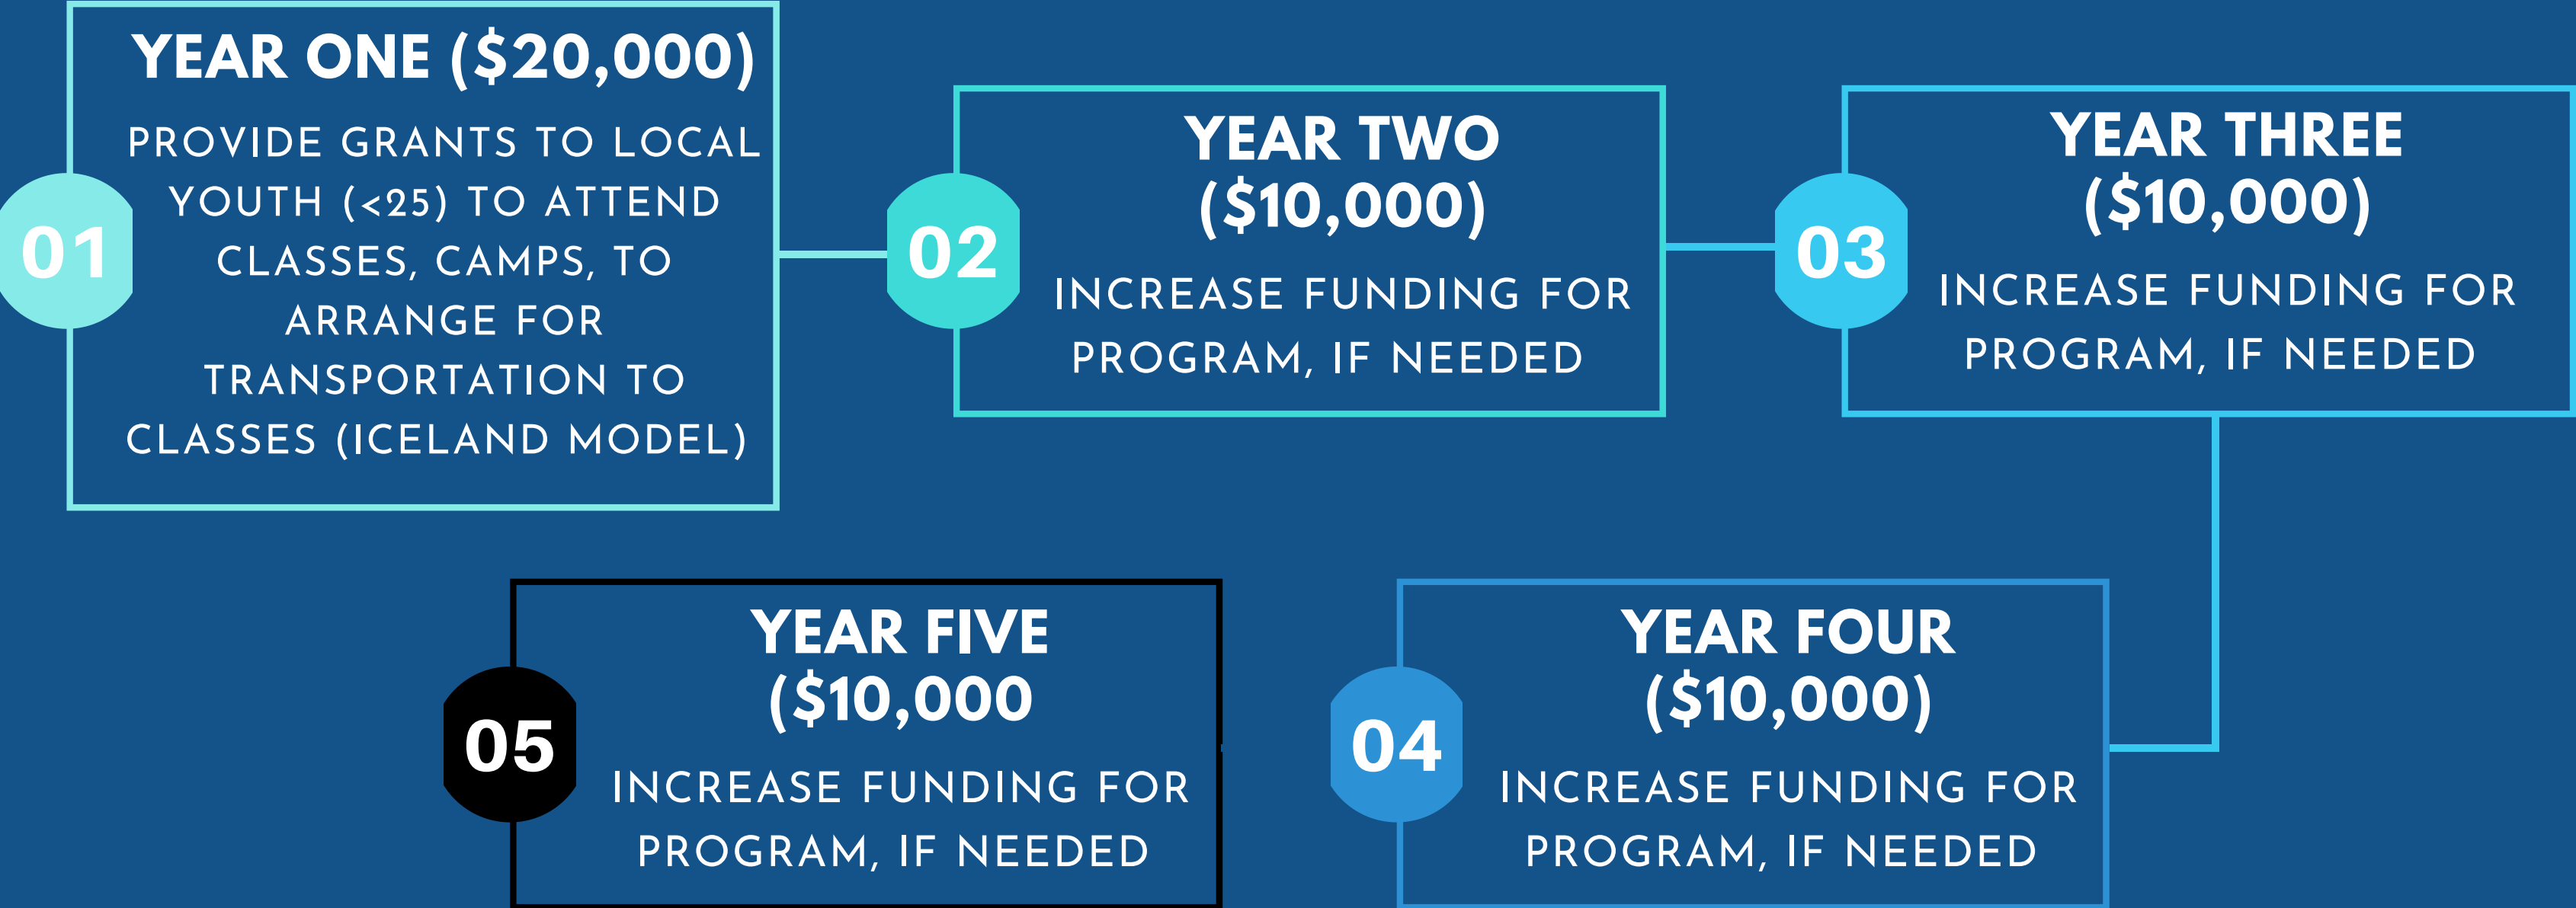 01
YEAR ONE ($20,000)
PROVIDE GRANTS TO LOCAL
YOUTH (<25) TO ATTEND
CLASSES, CAMPS, TO
ARRANGE FOR
TRANSPORTATION TO
CLASSES (ICELAND MODEL)
02
YEAR TWO
($10,000)
INCREASE FUNDING FOR
PROGRAM, IF NEEDED
03
YEAR THREE
($10,000)
INCREASE FUNDING FOR
PROGRAM, IF NEEDED
04
YEAR FOUR
($10,000)
INCREASE FUNDING FOR
PROGRAM, IF NEEDED
05
YEAR FIVE
($10,000
INCREASE FUNDING FOR
PROGRAM, IF NEEDED